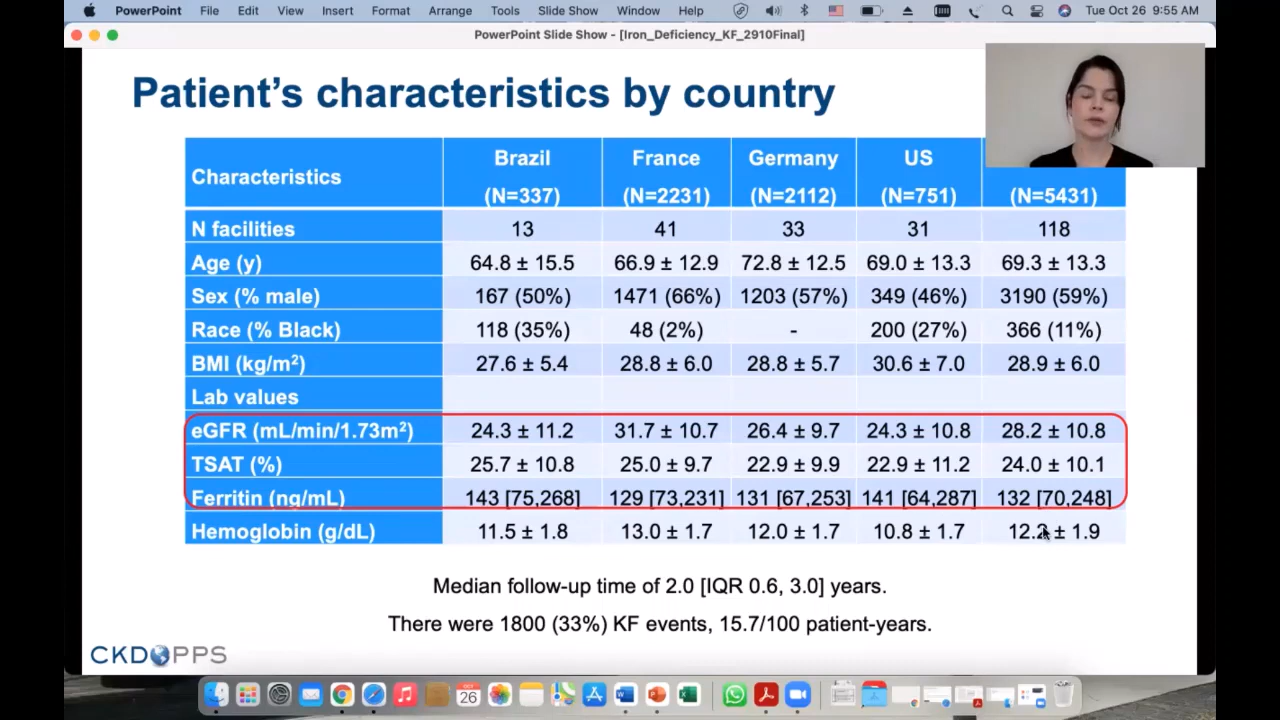 PowerPoint File Edit View Insert Format Arrange Tools Slide Show Window Help Tue Oct 26 9:55 AM
PowerPoint Slide Show - [Iron_Deficiency_KF_2910Final]
Patient's characteristics by country
Characteristics Brazil (N=337) France (N=2231) Germany (N=2112) US (N=751) (N=5431)
N facilities 13 41 33 31 118
Age (y) 64.8 ± 15.5 66.9 ± 12.9 72.8 ± 12.5 69.0 ± 13.3 69.3 ± 13.3
Sex (% male) 167 (50%) 1471 (66%) 1203 (57%) 349 (46%) 3190 (59%)
Race (% Black) 118 (35%) 48 (2%) - 200 (27%) 366 (11%)
BMI (kg/m²) 27.6 ± 5.4 28.8 ± 6.0 28.8 ± 5.7 30.6 ± 7.0 28.9 ± 6.0
Lab values
eGFR (mL/min/1.73m²) 24.3 ± 11.2 31.7 ± 10.7 26.4 ± 9.7 24.3 ± 10.8 28.2 ± 10.8
TSAT (%) 25.7 ± 10.8 25.0 ± 9.7 22.9 ± 9.9 22.9 ± 11.2 24.0 ± 10.1
Ferritin (ng/mL) 143 [75,268] 129 [73,231] 131 [67,253] 141 [64,287] 132 [70,248]
Hemoglobin (g/dL) 11.5 ± 1.8 13.0 ± 1.7 12.0 ± 1.7 10.8 ± 1.7 ± 1.9
Median follow-up time of 2.0 [IQR 0.6, 3.0] years.
There were 1800 (33%) KF events, 15.7/100 patient-years.
CKDOPPS
OCT
26